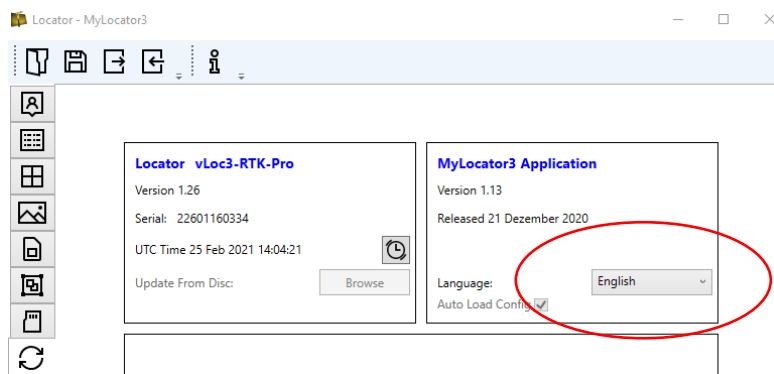 Locator - MyLocator3
Locator vLoc3-RTK-Pro
Version 1.26
Serial: 22601160334
UTC Time 25 Feb 2021 14:04:21
Update From Disc: Browse
MyLocator3 Application
Version 1.13
Released 21 Dezember 2020
Language: English
Auto Load Config